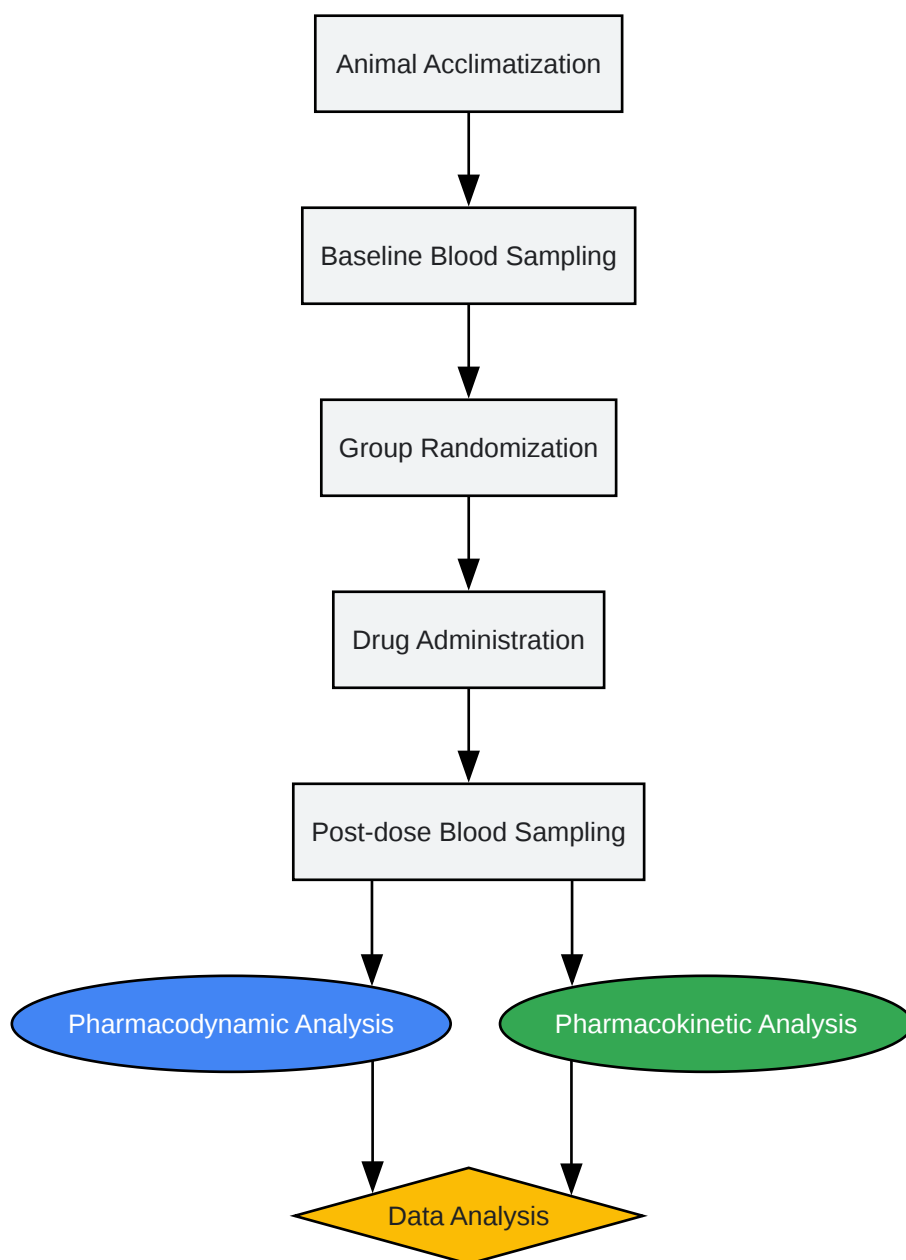 Animal Acclimatization
Baseline Blood Sampling
Group Randomization
Drug Administration
Post-dose Blood Sampling
Pharmacodynamic Analysis
Pharmacokinetic Analysis
Data Analysis